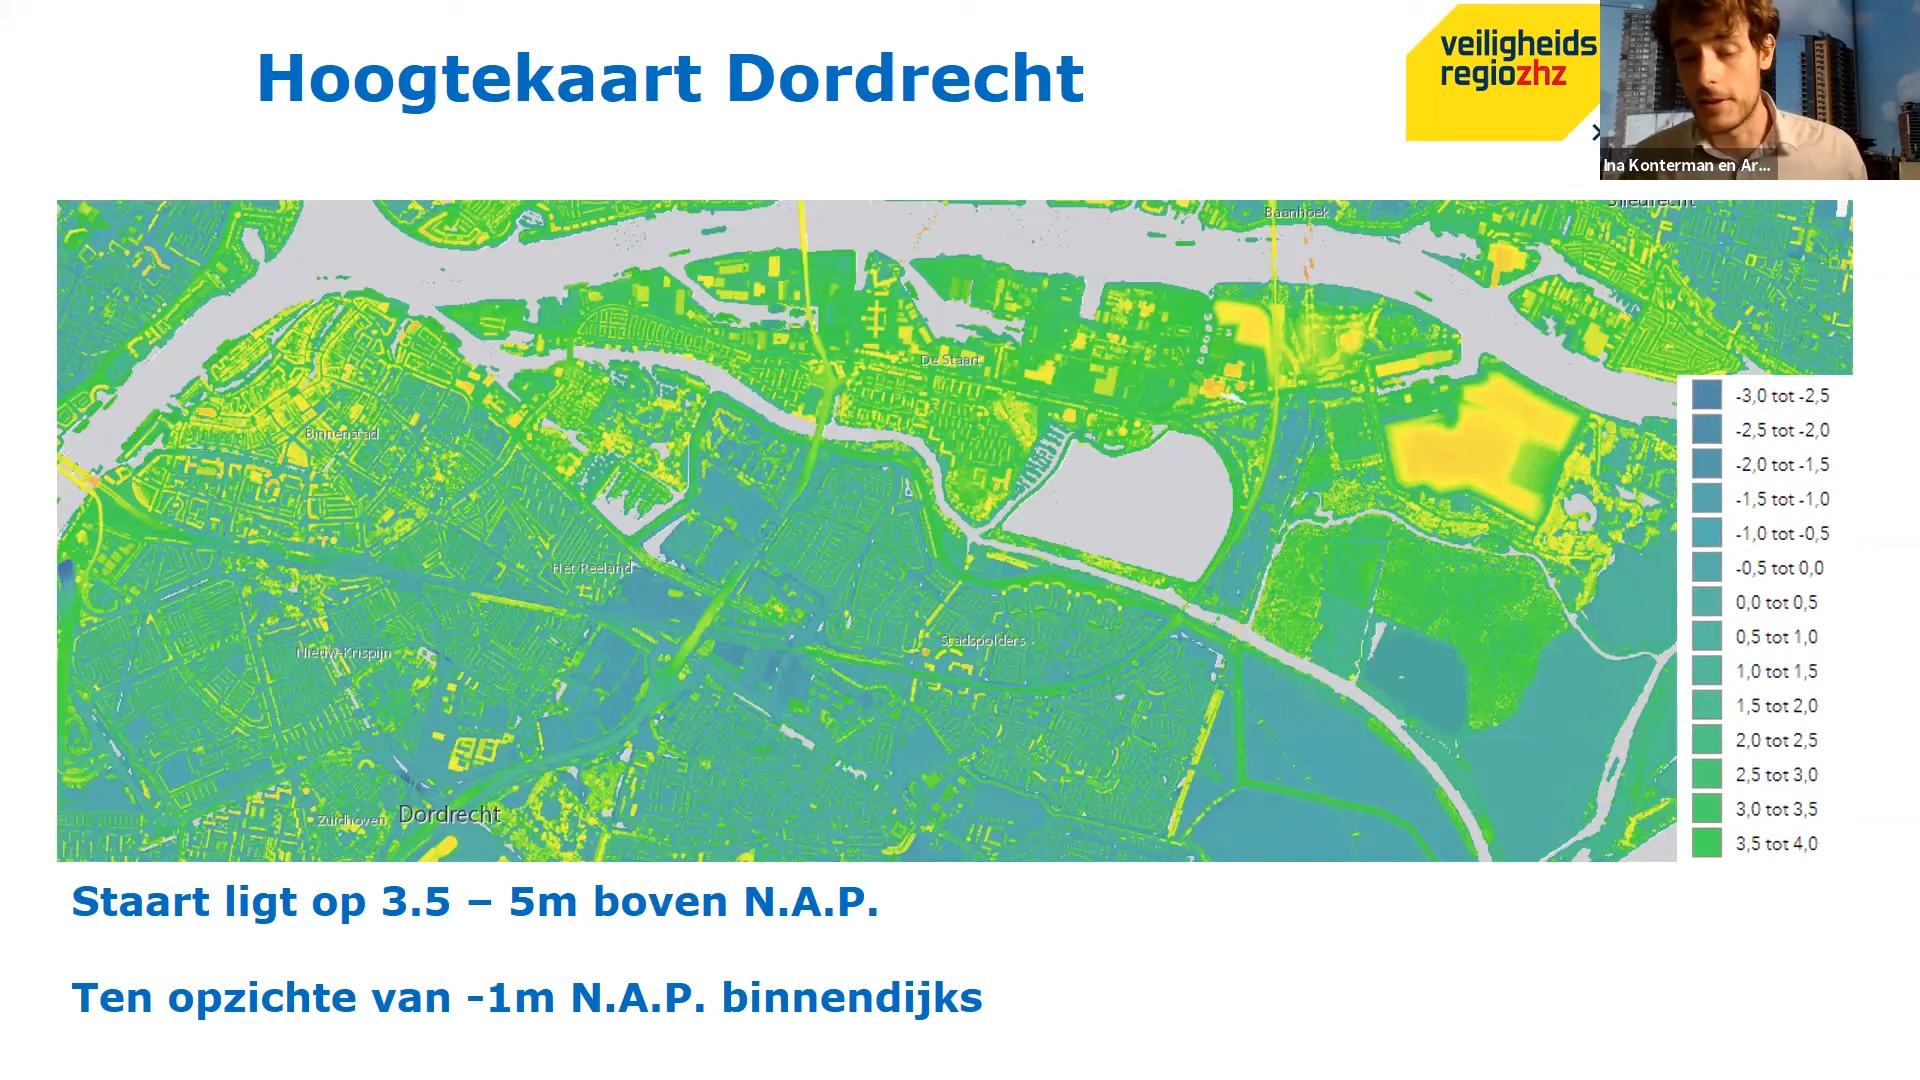 Hoogtekaart Dordrecht
veiligheids
regiozhz
Ina Konterman en Ar...
Baanhoek
Sliedrecht
De Staart
Binnenstad
Het Reeland
Stadspolders
Nieuw-Krispijn
Zuidhoven
Dordrecht
-3,0 tot -2,5
-2,5 tot -2,0
-2,0 tot -1,5
-1,5 tot -1,0
-1,0 tot -0,5
-0,5 tot 0,0
0,0 tot 0,5
0,5 tot 1,0
1,0 tot 1,5
1,5 tot 2,0
2,0 tot 2,5
2,5 tot 3,0
3,0 tot 3,5
3,5 tot 4,0
Staart ligt op 3.5 – 5m boven N.A.P.
Ten opzichte van -1m N.A.P. binnendijks